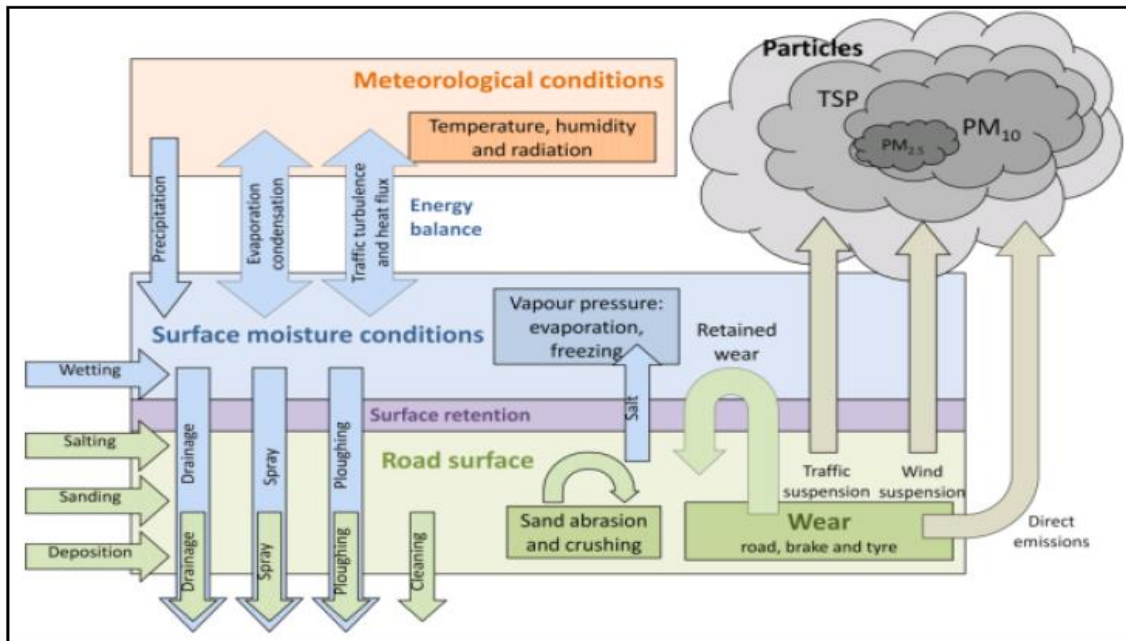 Particles
Meteorological conditions
TSP
Temperature, humidity
and radiation
PM10
PM2.5
Precipitation
Evaporation
condensation
Traffic turbulence
and heat flux
Energy
balance
Vapour pressure:
evaporation,
freezing
Surface moisture conditions
Retained
wear
Wetting
Surface retention
Salt
Salting
Drainage
Spray
Ploughing
Road surface
Traffic
suspension
Wind
suspension
Sanding
Sand abrasion
and crushing
Wear
road, brake and tyre
Direct
emissions
Deposition
Drainage
Spray
Ploughing
Cleaning